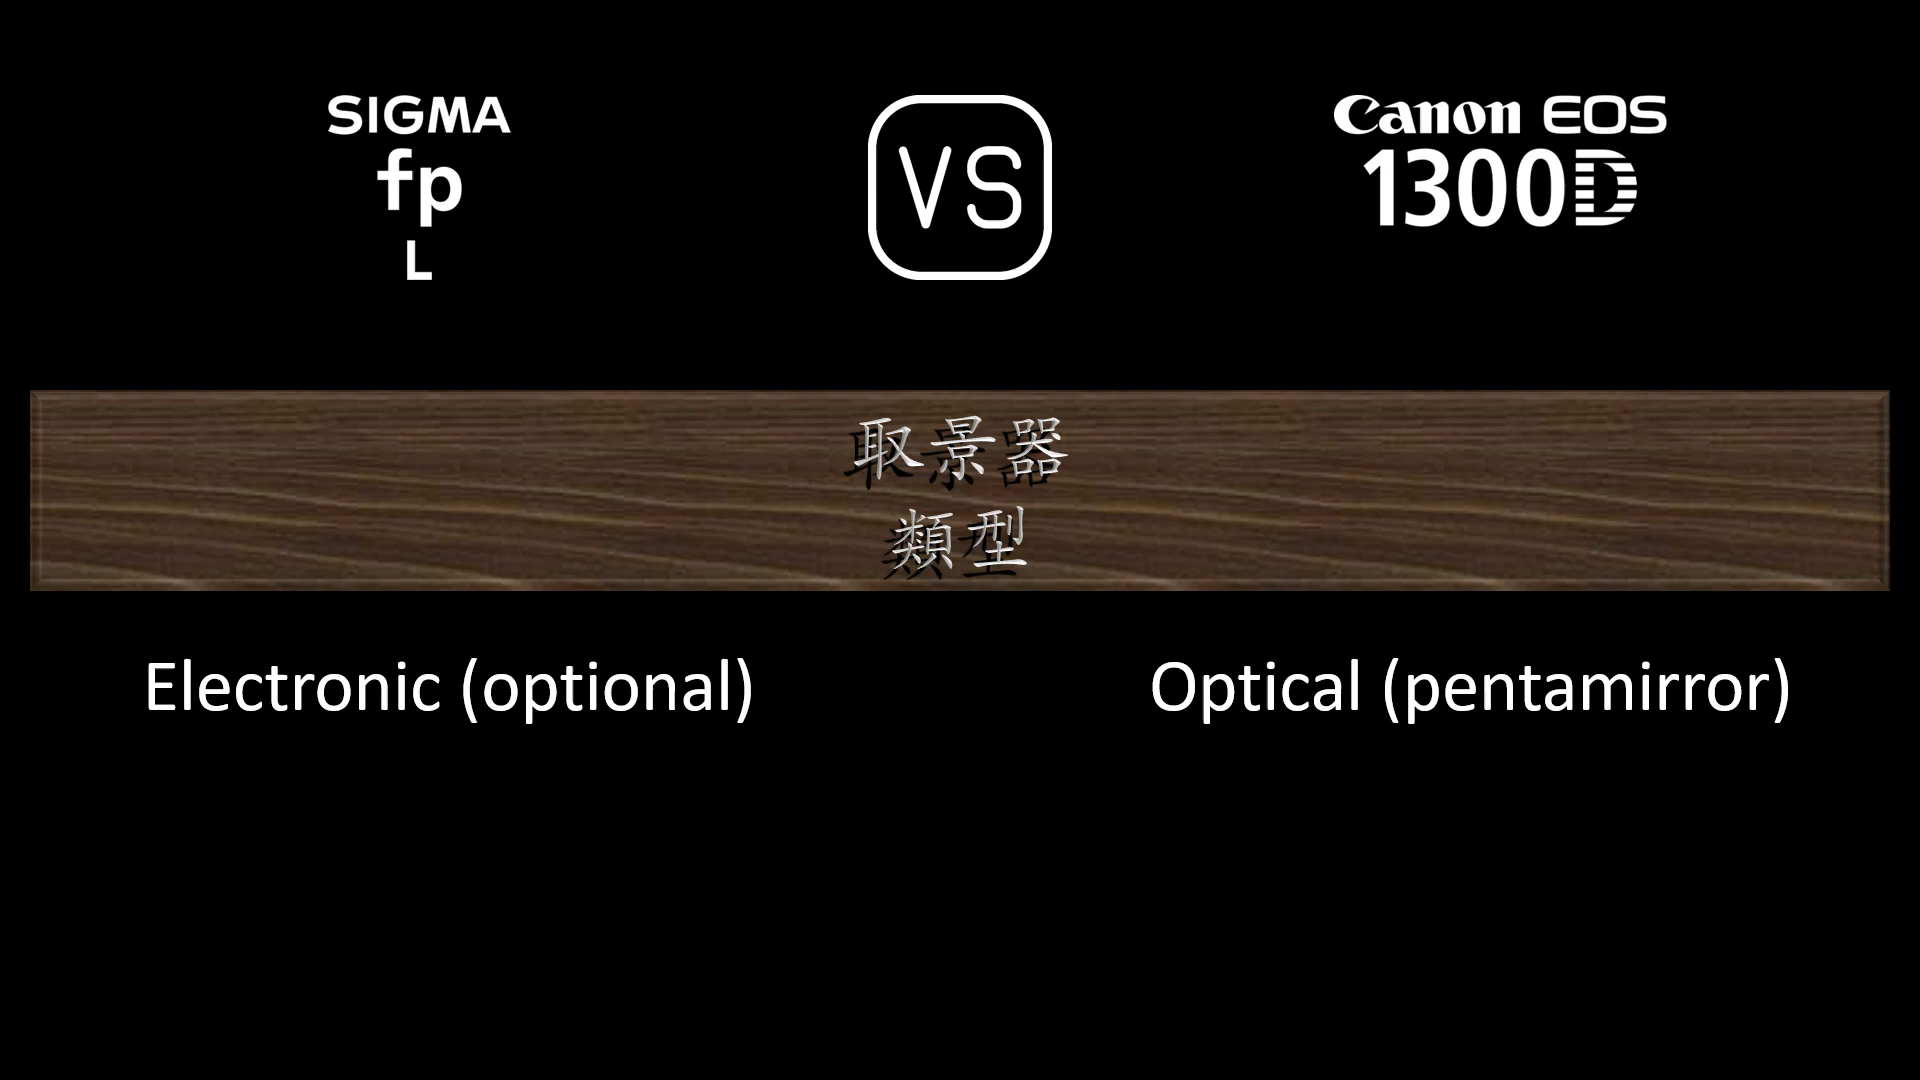 SIGMA
fp
L
VS
Canon EOS
1300D
取景器
類型
Electronic (optional)
Optical (pentamirror)